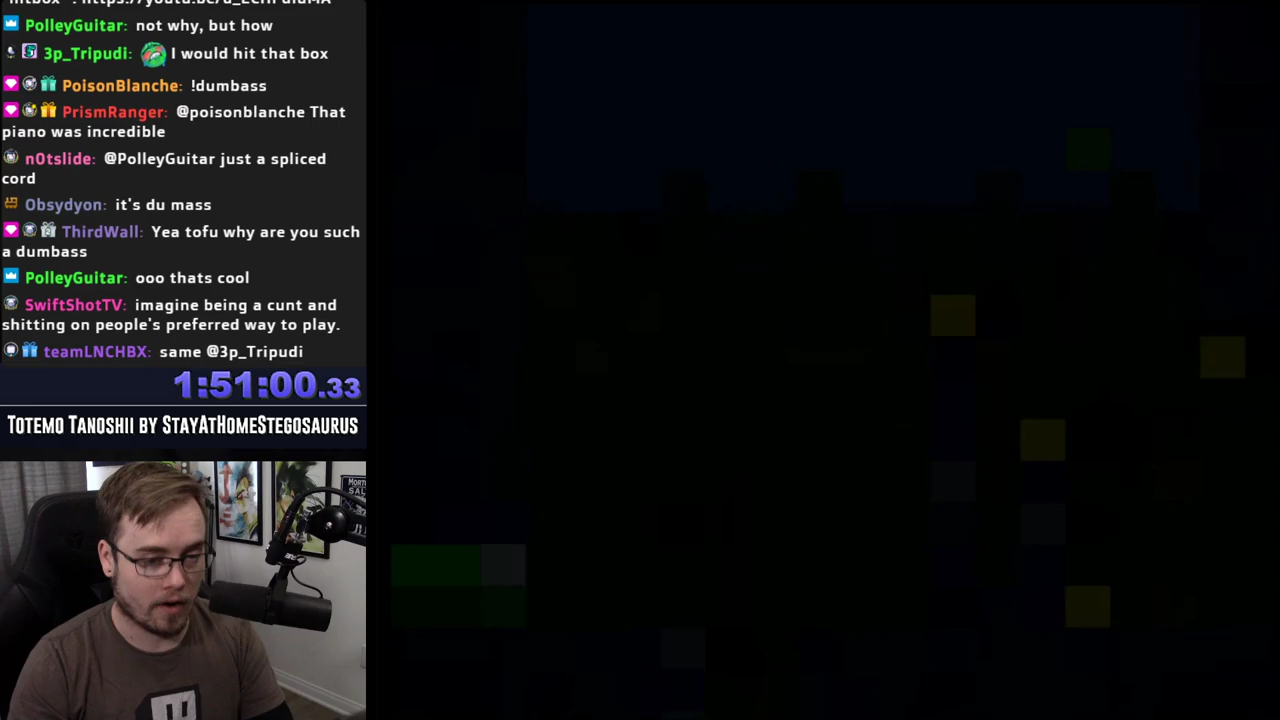 PolleyGuitar: not why, but how
3p_Tripudi: I would hit that box
PoisonBlanche: !dumbass
PrismRanger: @poisonblanche That
piano was incredible
n0tslide: @PolleyGuitar just a spliced
cord
Obsydyon: it's du mass
ThirdWall: Yea tofu why are you such
a dumbass
PolleyGuitar: ooo thats cool
SwiftShotTV: imagine being a cunt and
shitting on people's preferred way to play.
teamLNCHBX: same @3p_Tripudi
1:51:00.33
TOTEMO TANOSHII BY STAYATHOMESTEGOSAURUS